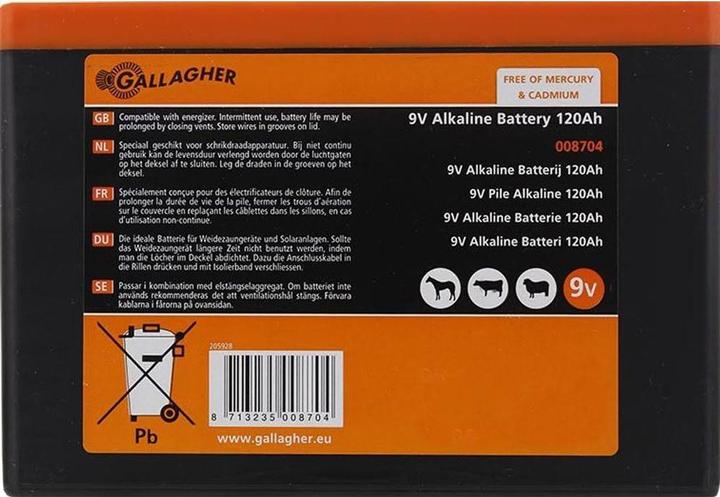 GALLAGHER
FREE OF MERCURY
& CADMIUM
GB Compatible with energizer. Intermittent use, battery life may be
prolonged by closing vents. Store wires in grooves on lid.
NL Speciaal geschikt voor schrikdraadapparatuur. Bij niet continu
gebruik kan de levensduur verlengd worden door de luchtgaten
op het deksel af te sluiten. Leg de draden in de groeven op het
deksel.
FR Spécialement conçue pour des électrificateurs de clôture. Afin de
prolonger la durée de vie de la pile, fermer les trous d'aération
sur le couvercle en replaçant les câblettes dans les sillons, en cas
d'utilisation non-continue.
DU Die ideale Batterie für Weidezaungeräte und Solaranlagen. Sollte
das Weidezaungerät längere Zeit nicht benutzt werden, indem
man die Löcher im Deckel abdichtet. Dazu die Anschlusskabel in
die Rillen drücken und mit Isolierband verschliessen.
SE Passar i kombination med elstängselaggregat. Om batteriet inte
används rekommenderas det att ventilationshål stängs. Förvara
kablarna i fårorna på ovansidan.
9V Alkaline Battery 120Ah
008704
9V Alkaline Batterij 120Ah
9V Pile Alkaline 120Ah
9V Alkaline Batterie 120Ah
9V Alkaline Batteri 120Ah
9V
Pb
205928
8 713235 008704
www.gallagher.eu